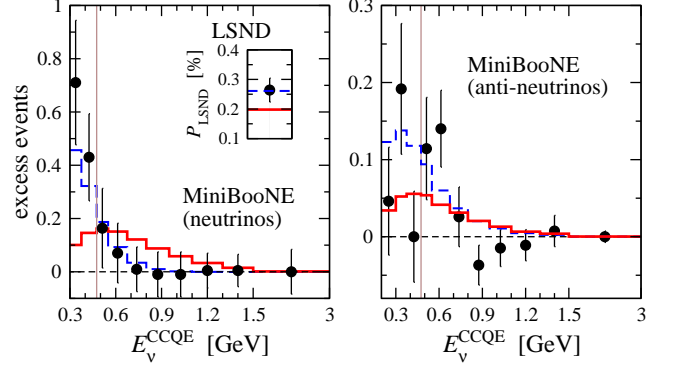 1
0.8
0.6
0.4
0.2
0
excess events
0.3
0.6
0.9
1.2
1.5
3
E_ν^CCQE [GeV]
LSND
0.4
0.3
0.2
0.1
P_LSND [%]
MiniBooNE
(neutrinos)
0.3
0.2
0.1
0
0.3
0.6
0.9
1.2
1.5
3
E_ν^CCQE [GeV]
MiniBooNE
(anti-neutrinos)